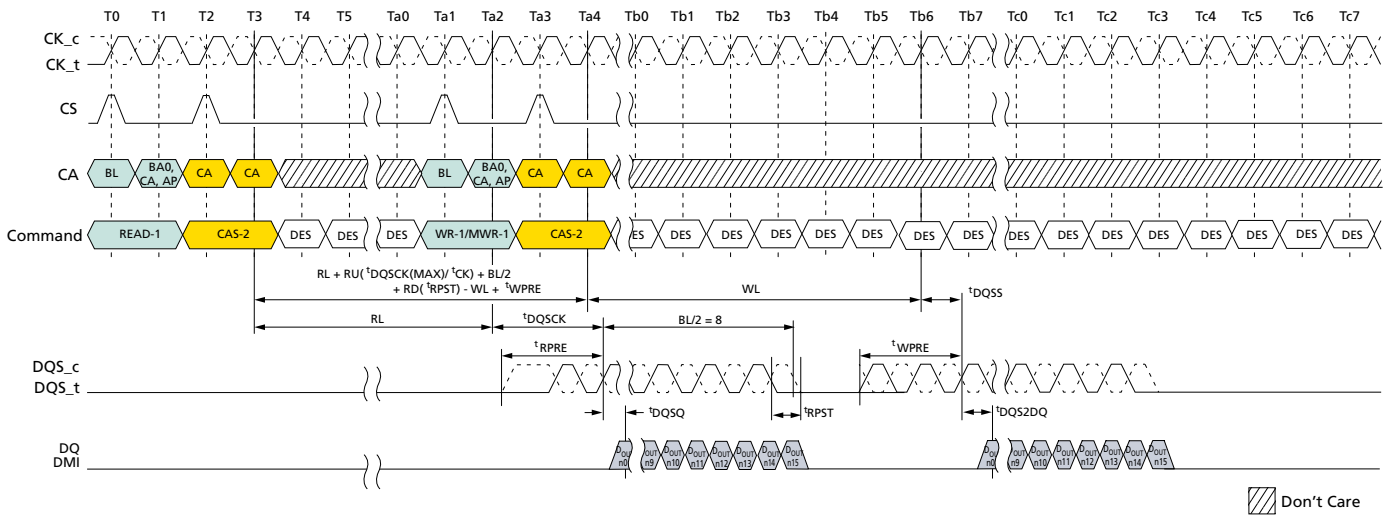 T0 T1 T2 T3 T4 T5 Ta0 Ta1 Ta2 Ta3 Ta4 Tb0 Tb1 Tb2 Tb3 Tb4 Tb5 Tb6 Tb7 Tc0 Tc1 Tc2 Tc3 Tc4 Tc5 Tc6 Tc7
CK_c
CK_t
CS
CA BL BA0, CA, AP CA CA BL BA0, CA, AP CA CA
Command READ-1 CAS-2 DES DES DES WR-1/MWR-1 CAS-2 DES DES DES DES DES DES DES DES DES DES DES DES DES DES DES DES
RL + RU(tDQSCK(MAX)/tCK) + BL/2
+ RD(tRPST) - WL + tWPRE
WL
tDQSS
RL tDQSCK BL/2 = 8
tRPRE tWPRE
DQS_c
DQS_t
tDQSQ tRPST tDQS2DQ
DQ
DMI
DOUT n0 DOUT n9 DOUT n10 DOUT n11 DOUT n12 DOUT n13 DOUT n14 DOUT n15 DOUT n0 DOUT n9 DOUT n10 DOUT n11 DOUT n12 DOUT n13 DOUT n14 DOUT n15
Don't Care